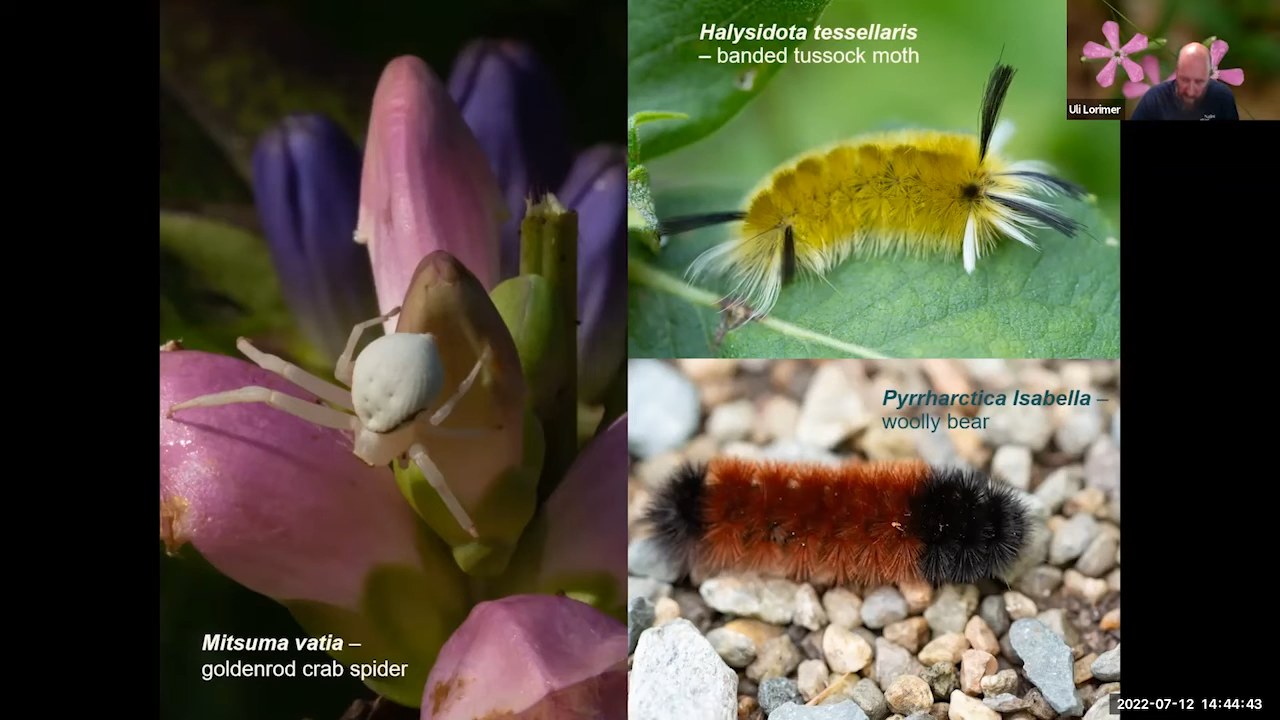 Halysidota tessellaris
– banded tussock moth
Uli Lorimer
Pyrrharctica Isabella –
woolly bear
Mitsuma vatia –
goldenrod crab spider
2022-07-12 14:44:43